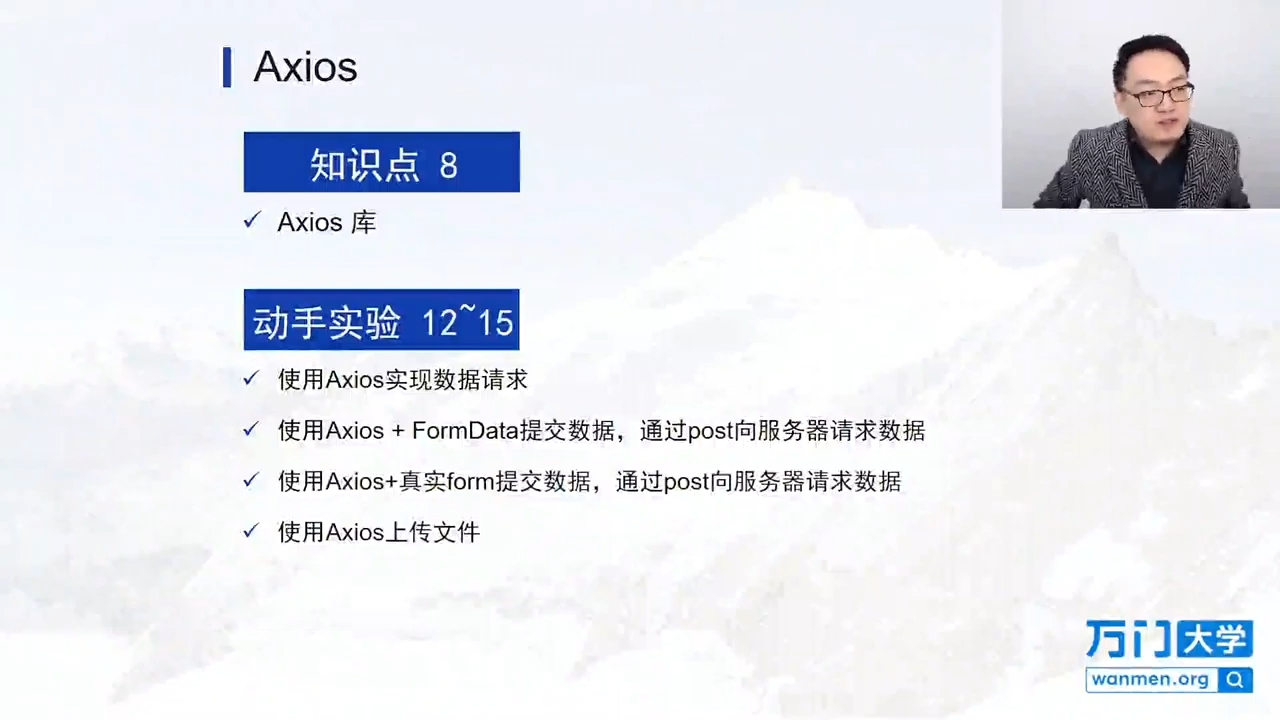 Axios
知识点 8
Axios 库
动手实验 12~15
使用Axios实现数据请求
使用Axios + FormData提交数据，通过post向服务器请求数据
使用Axios+真实form提交数据，通过post向服务器请求数据
使用Axios上传文件
万门大学
wanmen.org